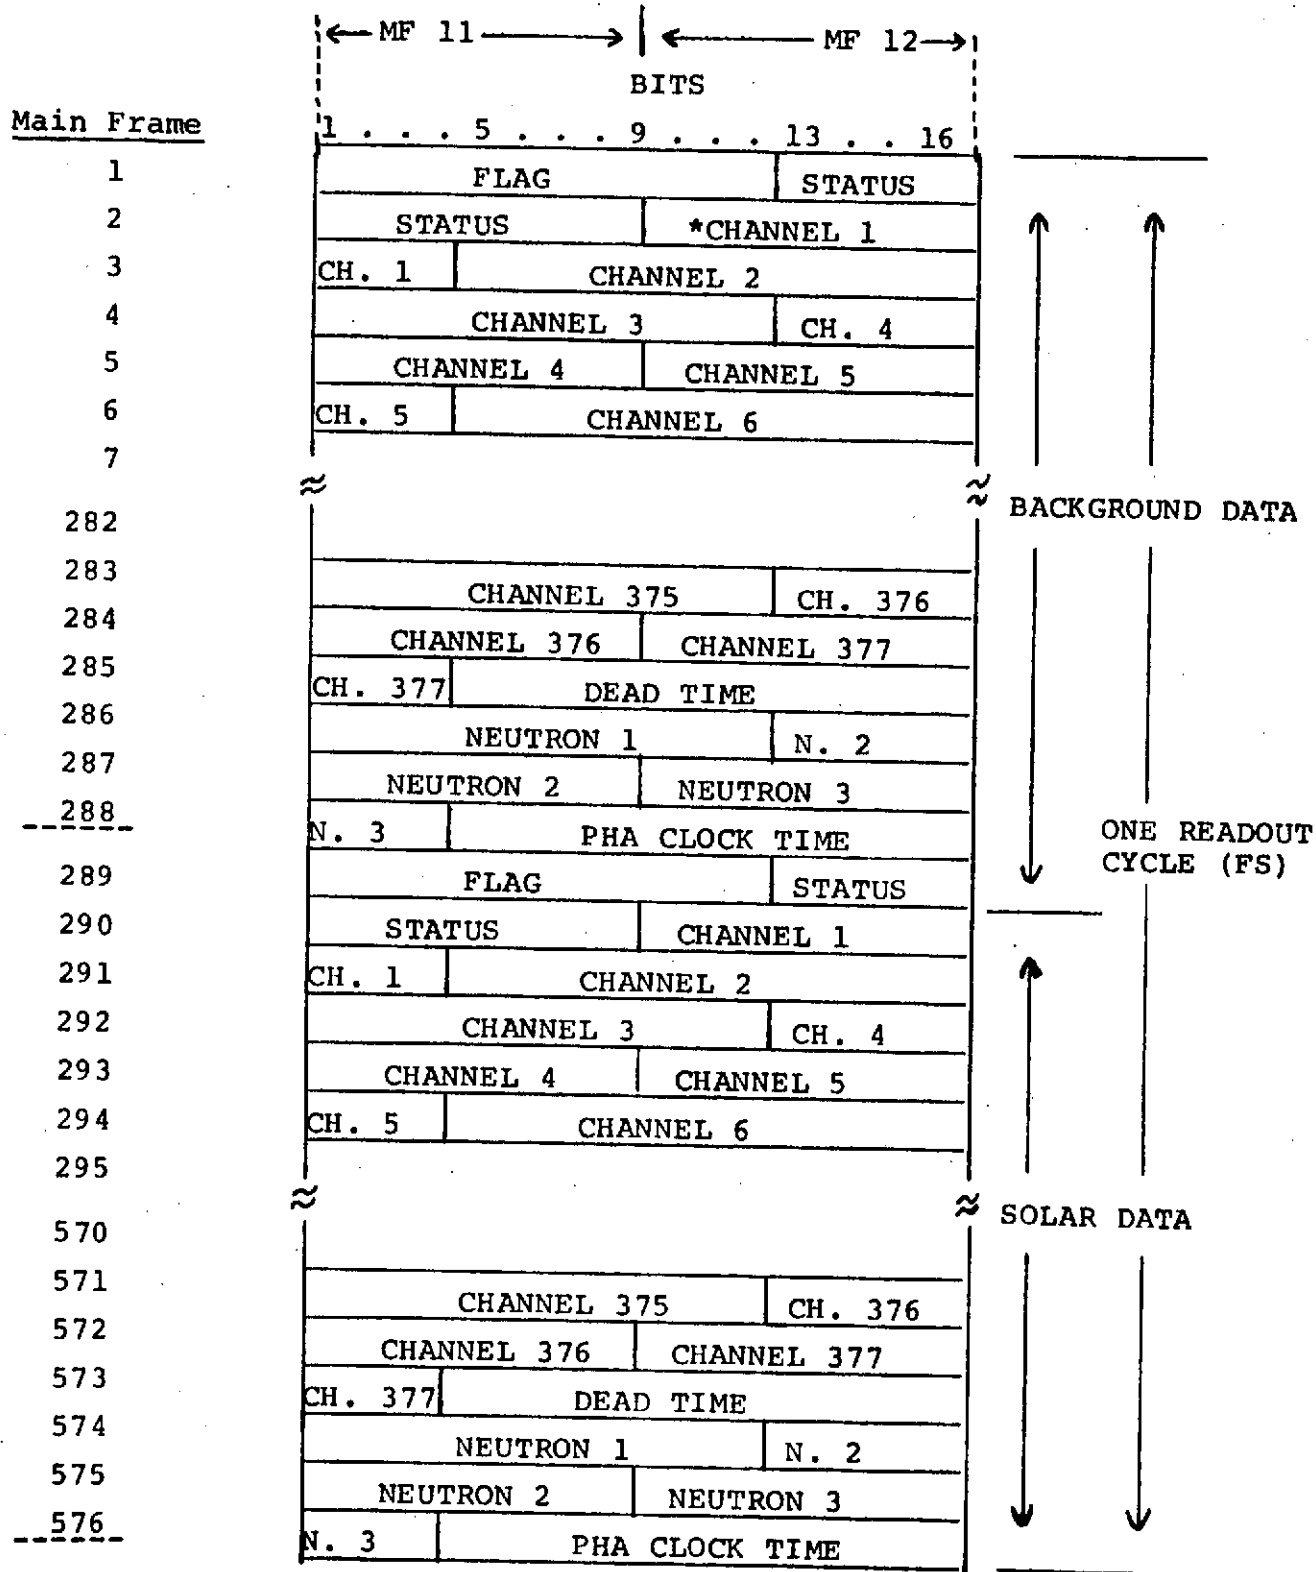 MF 11 MF 12
BITS
Main Frame 1 . . . 5 . . . 9 . . . 13 . . 16
1 FLAG STATUS
2 STATUS *CHANNEL 1
3 CH. 1 CHANNEL 2
4 CHANNEL 3 CH. 4
5 CHANNEL 4 CHANNEL 5
6 CH. 5 CHANNEL 6
7
BACKGROUND DATA
282
283 CHANNEL 375 CH. 376
284 CHANNEL 376 CHANNEL 377
285 CH. 377 DEAD TIME
286 NEUTRON 1 N. 2
287 NEUTRON 2 NEUTRON 3
288 N. 3 PHA CLOCK TIME
ONE READOUT
CYCLE (FS)
289 FLAG STATUS
290 STATUS CHANNEL 1
291 CH. 1 CHANNEL 2
292 CHANNEL 3 CH. 4
293 CHANNEL 4 CHANNEL 5
294 CH. 5 CHANNEL 6
295
SOLAR DATA
570
571 CHANNEL 375 CH. 376
572 CHANNEL 376 CHANNEL 377
573 CH. 377 DEAD TIME
574 NEUTRON 1 N. 2
575 NEUTRON 2 NEUTRON 3
576 N. 3 PHA CLOCK TIME